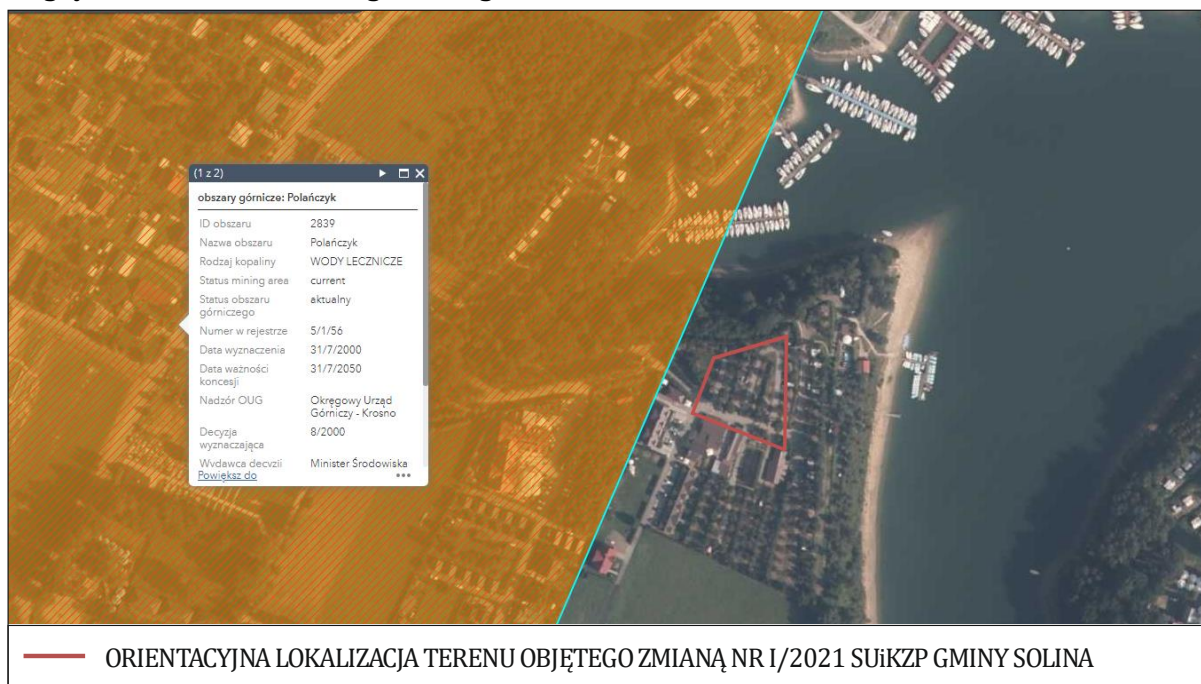 (1 z 2)
obszary górnicze: Polańczyk
ID obszaru 2839
Nazwa obszaru Polańczyk
Rodzaj kopaliny WODY LECZNICZE
Status mining area current
Status obszaru aktualny
górniczego
Numer w rejestrze 5/1/56
Data wyznaczenia 31/7/2000
Data ważności 31/7/2050
koncesji
Nadzór OUG Okręgowy Urząd
Górniczy - Krosno
Decyzja 8/2000
wyznaczająca
Wydawca decyzji Minister Środowiska
Powiększ do
ORIENTACYJNA LOKALIZACJA TERENU OBJĘTEGO ZMIANĄ NR I/2021 SUiKZP GMINY SOLINA